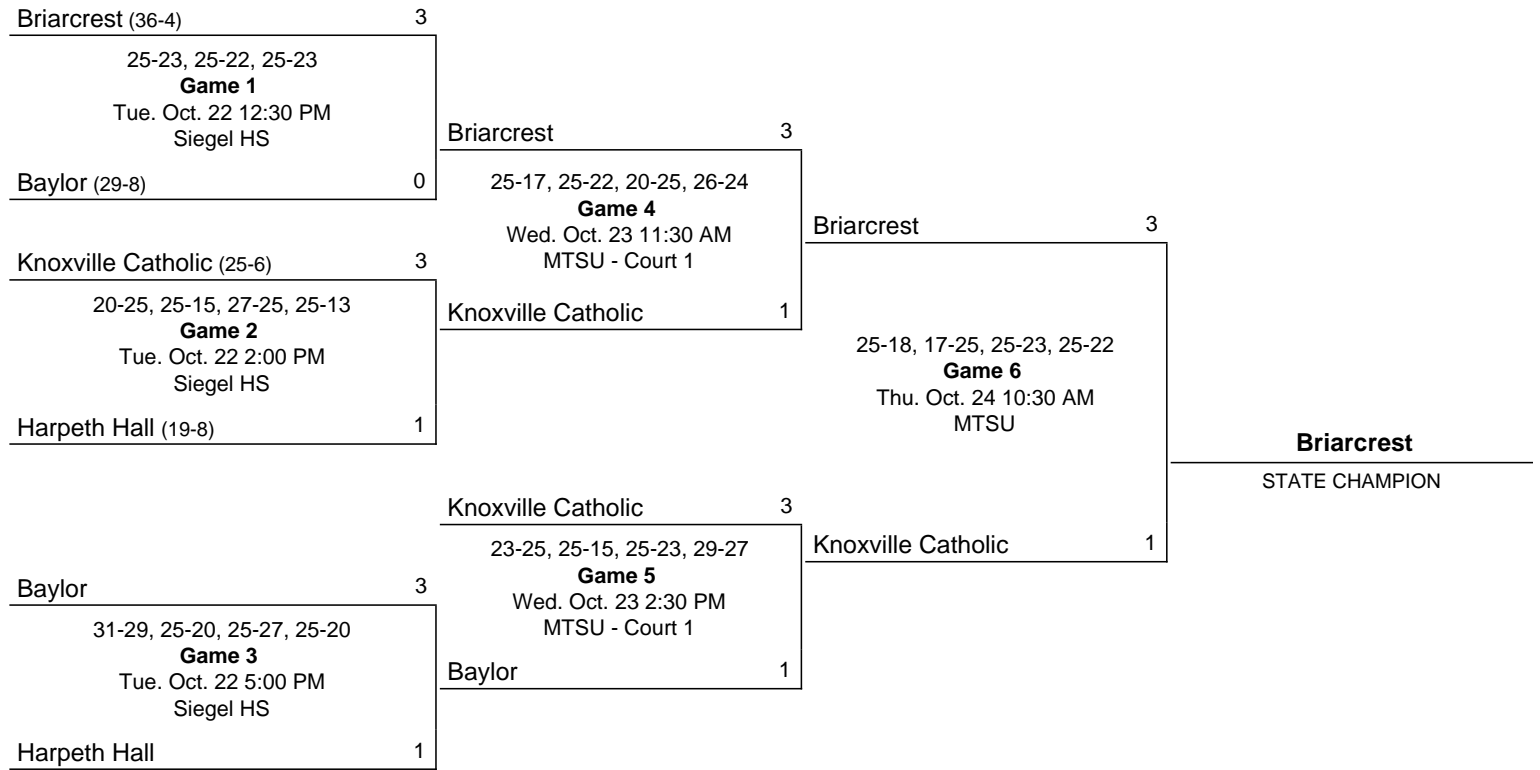 Briarcrest (36-4) 3
25-23, 25-22, 25-23
Game 1
Tue. Oct. 22 12:30 PM
Siegel HS
Baylor (29-8) 0
Knoxville Catholic (25-6) 3
20-25, 25-15, 27-25, 25-13
Game 2
Tue. Oct. 22 2:00 PM
Siegel HS
Harpeth Hall (19-8) 1
Baylor 3
31-29, 25-20, 25-27, 25-20
Game 3
Tue. Oct. 22 5:00 PM
Siegel HS
Harpeth Hall 1
Briarcrest 3
25-17, 25-22, 20-25, 26-24
Game 4
Wed. Oct. 23 11:30 AM
MTSU - Court 1
Knoxville Catholic 1
Knoxville Catholic 3
23-25, 25-15, 25-23, 29-27
Game 5
Wed. Oct. 23 2:30 PM
MTSU - Court 1
Baylor 1
Briarcrest 3
25-18, 17-25, 25-23, 25-22
Game 6
Thu. Oct. 24 10:30 AM
MTSU
Knoxville Catholic 1
Briarcrest
STATE CHAMPION